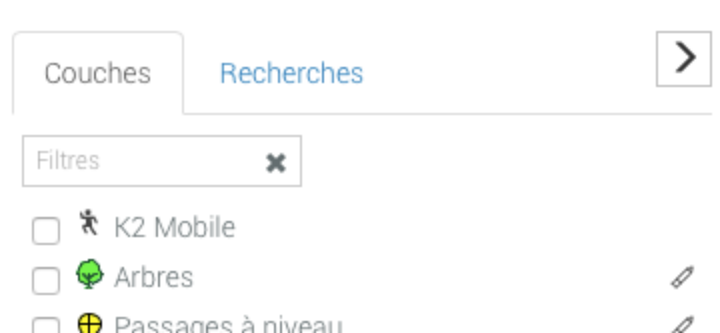 Couches Recherches
Filtres
K2 Mobile
Arbres
Passages à niveau